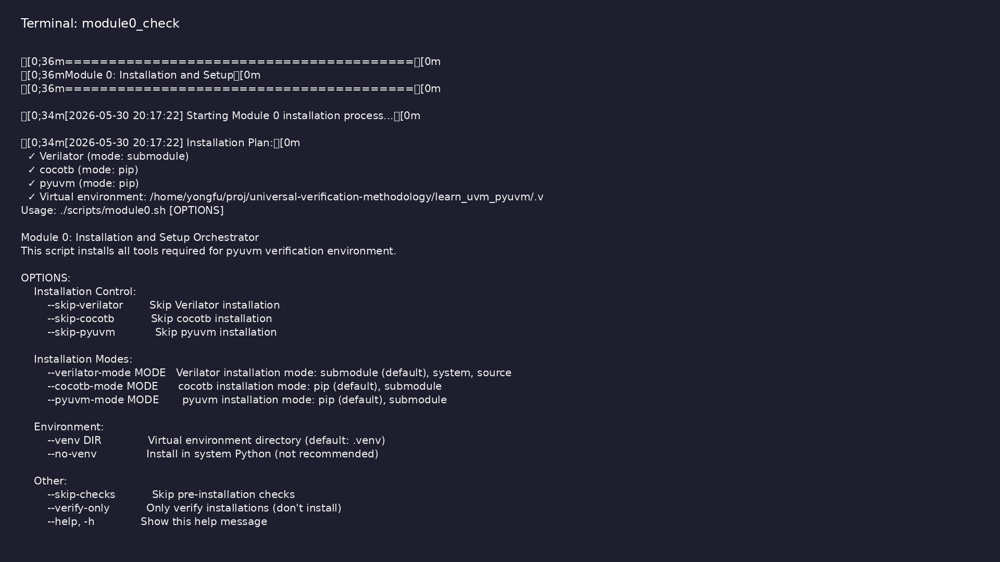 Terminal: module0_check
▯[0;36m========================================▯[0m
▯[0;36mModule 0: Installation and Setup▯[0m
▯[0;36m========================================▯[0m
▯[0;34m[2026-05-30 20:17:22] Starting Module 0 installation process...▯[0m
▯[0;34m[2026-05-30 20:17:22] Installation Plan:▯[0m
✓ Verilator (mode: submodule)
✓ cocotb (mode: pip)
✓ pyuvm (mode: pip)
✓ Virtual environment: /home/yongfu/proj/universal-verification-methodology/learn_uvm_pyuvm/.v
Usage: ./scripts/module0.sh [OPTIONS]
Module 0: Installation and Setup Orchestrator
This script installs all tools required for pyuvm verification environment.
OPTIONS:
Installation Control:
--skip-verilator Skip Verilator installation
--skip-cocotb Skip cocotb installation
--skip-pyuvm Skip pyuvm installation
Installation Modes:
--verilator-mode MODE Verilator installation mode: submodule (default), system, source
--cocotb-mode MODE cocotb installation mode: pip (default), submodule
--pyuvm-mode MODE pyuvm installation mode: pip (default), submodule
Environment:
--venv DIR Virtual environment directory (default: .venv)
--no-venv Install in system Python (not recommended)
Other:
--skip-checks Skip pre-installation checks
--verify-only Only verify installations (don't install)
--help, -h Show this help message